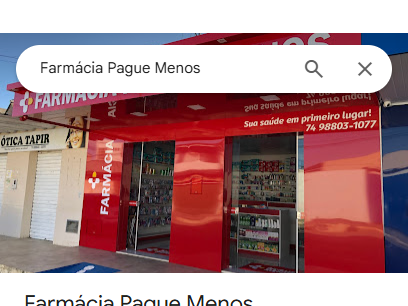 Farmácia Pague Menos
FARMÁCIA
ÓTICA TAPIR
Sua saúde em primeiro lugar!
74 98803-1077
FARMÁCIA
Farmácia Pague Menos